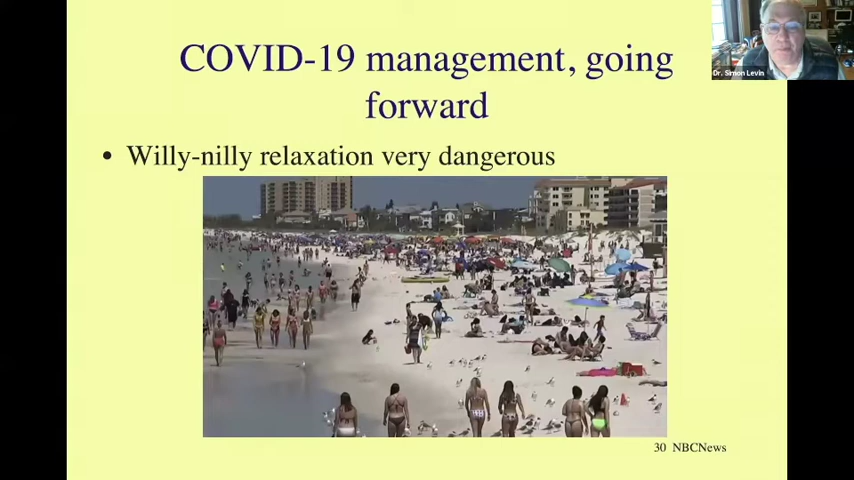 COVID-19 management, going
forward
Dr. Simon Levin
• Willy-nilly relaxation very dangerous
30 NBCNews